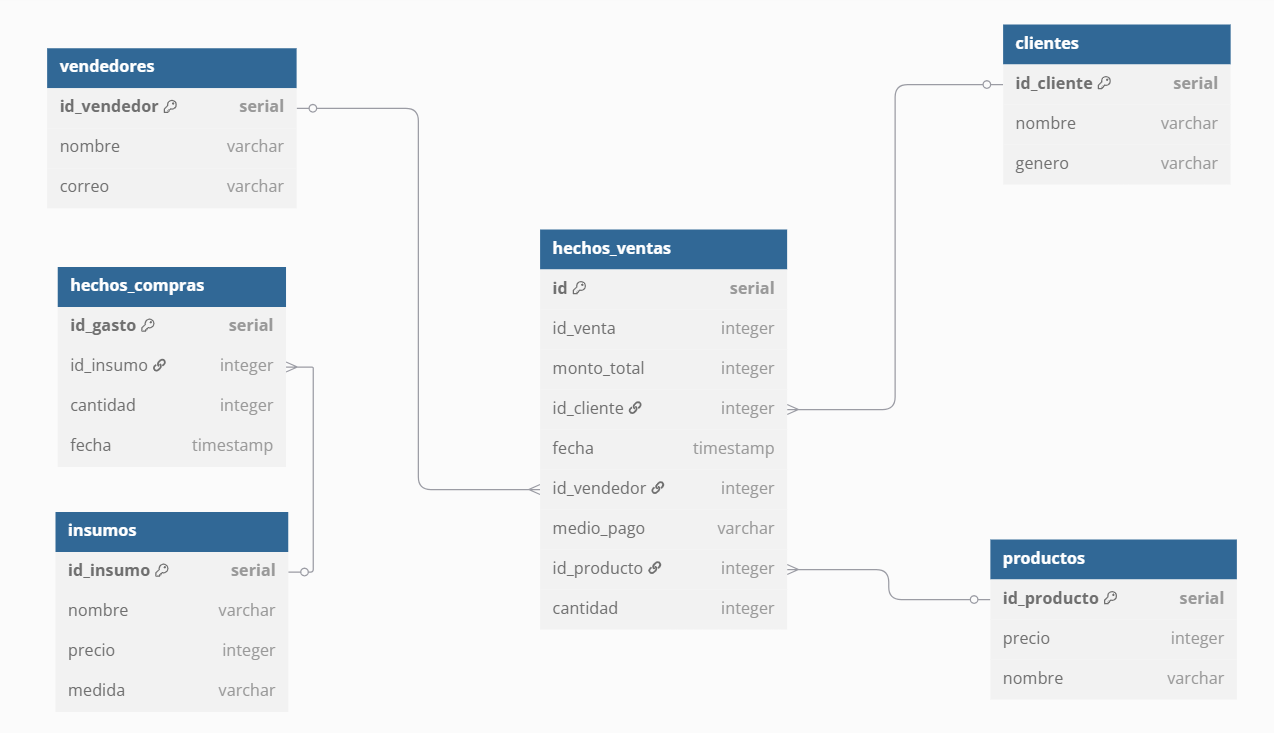 vendedores
id_vendedor serial
nombre varchar
correo varchar
hechos_compras
id_gasto serial
id_insumo integer
cantidad integer
fecha timestamp
insumos
id_insumo serial
nombre varchar
precio integer
medida varchar
hechos_ventas
id serial
id_venta integer
monto_total integer
id_cliente integer
fecha timestamp
id_vendedor integer
medio_pago varchar
id_producto integer
cantidad integer
clientes
id_cliente serial
nombre varchar
genero varchar
productos
id_producto serial
precio integer
nombre varchar